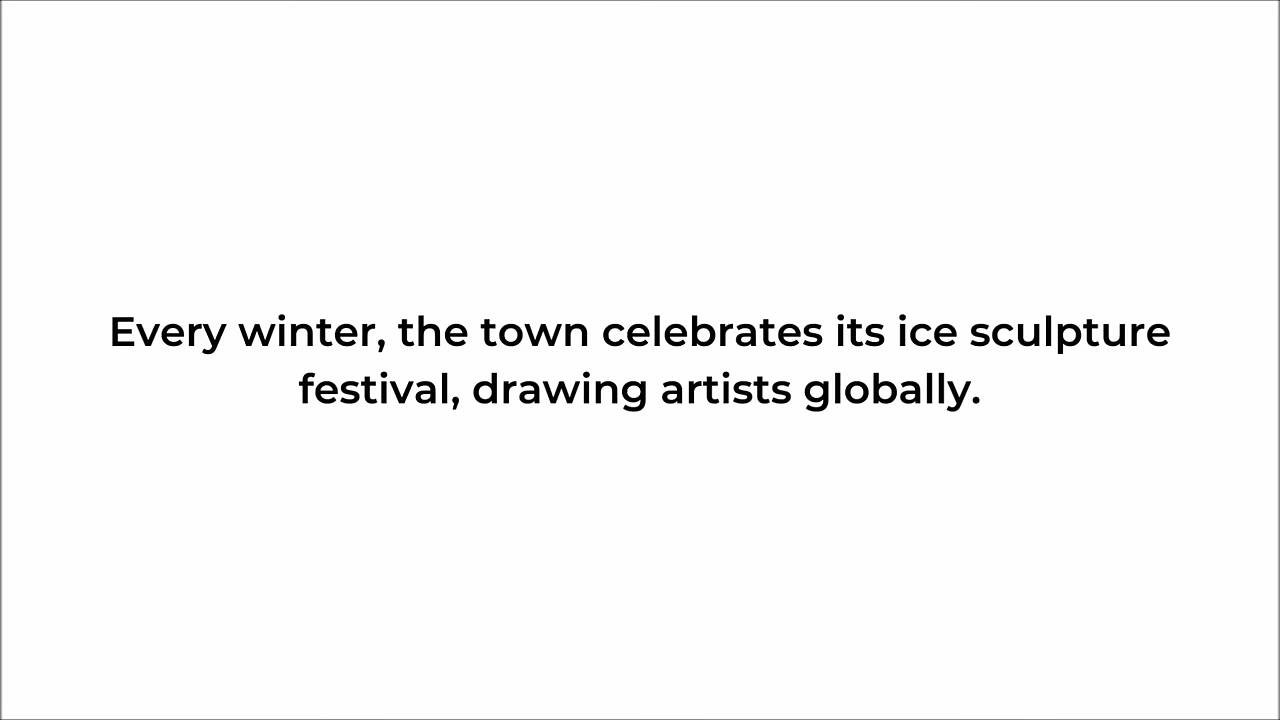 Every winter, the town celebrates its ice sculpture
festival, drawing artists globally.